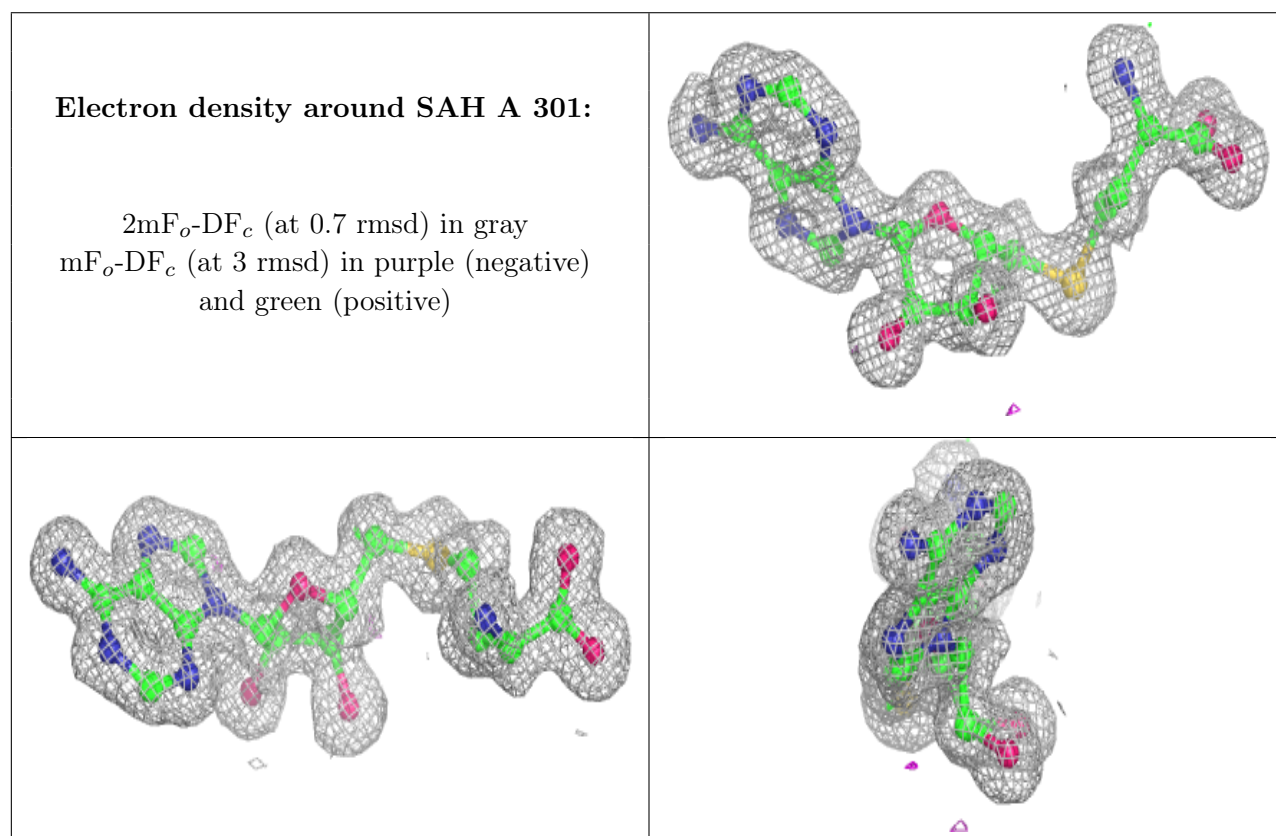 Electron density around SAH A 301:
2mFo-DFc (at 0.7 rmsd) in gray
mFo-DFc (at 3 rmsd) in purple (negative)
and green (positive)